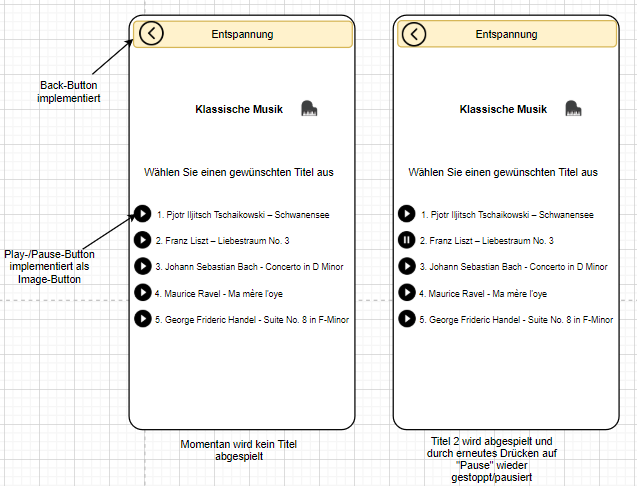 Entspannung
Back-Button
implementiert
Klassische Musik
Wählen Sie einen gewünschten Titel aus
1. Pjotr Iljitsch Tschaikowski – Schwanensee
2. Franz Liszt – Liebestraum No. 3
3. Johann Sebastian Bach - Concerto in D Minor
4. Maurice Ravel - Ma mère l'oye
5. George Frideric Handel - Suite No. 8 in F-Minor
Play-/Pause-Button
implementiert als
Image-Button
Momentan wird kein Titel
abgespielt
Entspannung
Klassische Musik
Wählen Sie einen gewünschten Titel aus
1. Pjotr Iljitsch Tschaikowski – Schwanensee
2. Franz Liszt – Liebestraum No. 3
3. Johann Sebastian Bach - Concerto in D Minor
4. Maurice Ravel - Ma mère l'oye
5. George Frideric Handel - Suite No. 8 in F-Minor
Titel 2 wird abgespielt und
durch erneutes Drücken auf
"Pause" wieder
gestoppt/pausiert